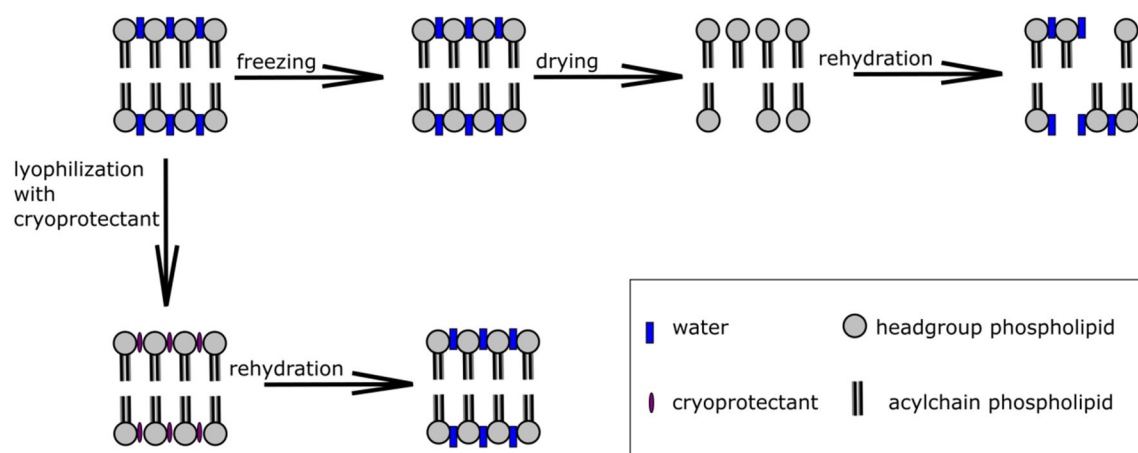 freezing
drying
rehydration
lyophilization
with
cryoprotectant
rehydration
water
headgroup phospholipid
cryoprotectant
acylchain phospholipid